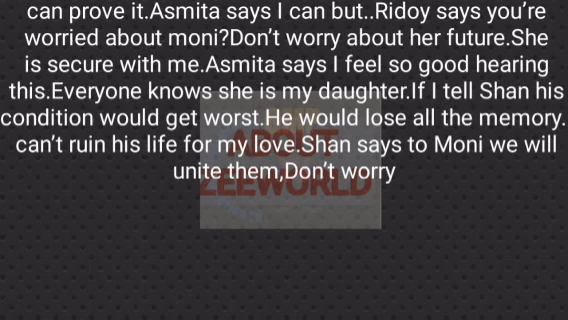 can prove it.Asmita says I can but..Ridoy says you’re
worried about moni?Don’t worry about her future.She
is secure with me.Asmita says I feel so good hearing
this.Everyone knows she is my daughter.If I tell Shan his
condition would get worst.He would lose all the memory.
can’t ruin his life for my love.Shan says to Moni we will
unite them,Don’t worry
ABOUT
ZEEWORLD